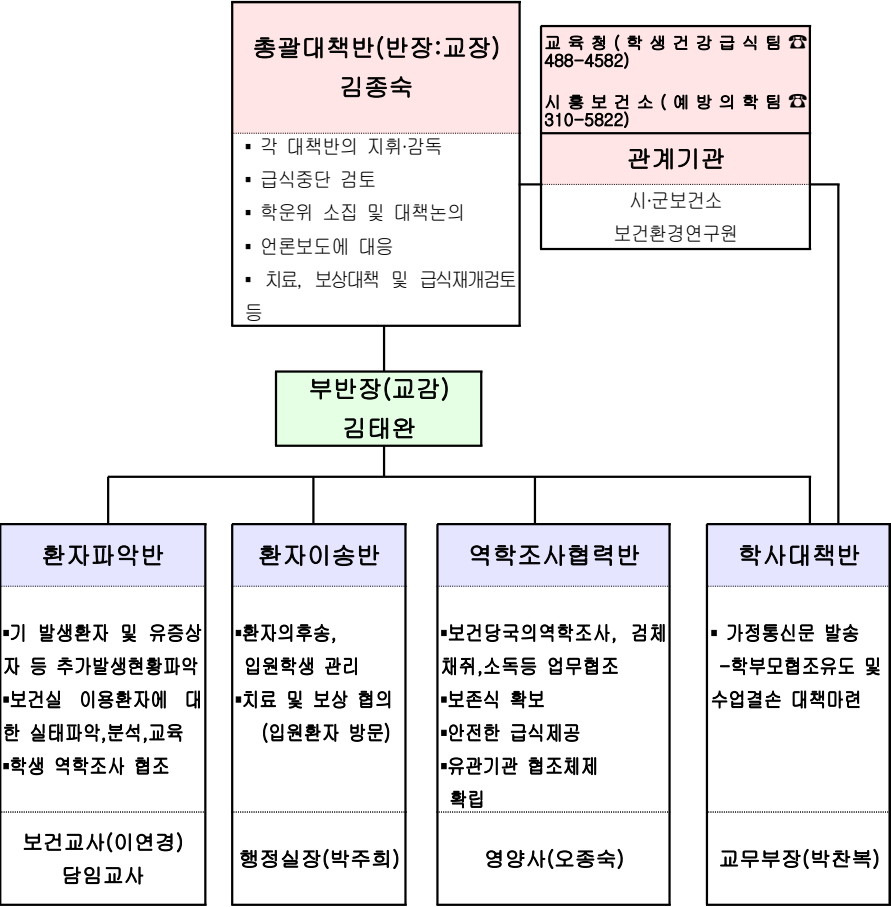 총괄대책반(반장:교장)
김종숙
▪ 각 대책반의 지휘·감독
▪ 급식중단 검토
▪ 학운위 소집 및 대책논의
▪ 언론보도에 대응
▪ 치료, 보상대책 및 급식재개검토
등
교육청(학생건강급식팀☎
488-4582)
시흥보건소(예방의학팀☎
310-5822)
관계기관
시·군보건소
보건환경연구원
부반장(교감)
김태완
환자파악반
▪기 발생환자 및 유증상
자 등 추가발생현황파악
▪보건실 이용환자에 대
한 실태파악,분석,교육
▪학생 역학조사 협조
보건교사(이연경)
담임교사
환자이송반
▪환자의후송,
입원학생 관리
▪치료 및 보상 협의
(입원환자 방문)
행정실장(박주희)
역학조사협력반
▪보건당국의역학조사, 검체
채쥐,소독등 업무협조
▪보존식 확보
▪안전한 급식제공
▪유관기관 협조체제
확립
영양사(오종숙)
학사대책반
▪ 가정통신문 발송
-학부모협조유도 및
수업결손 대책마련
교무부장(박찬복)